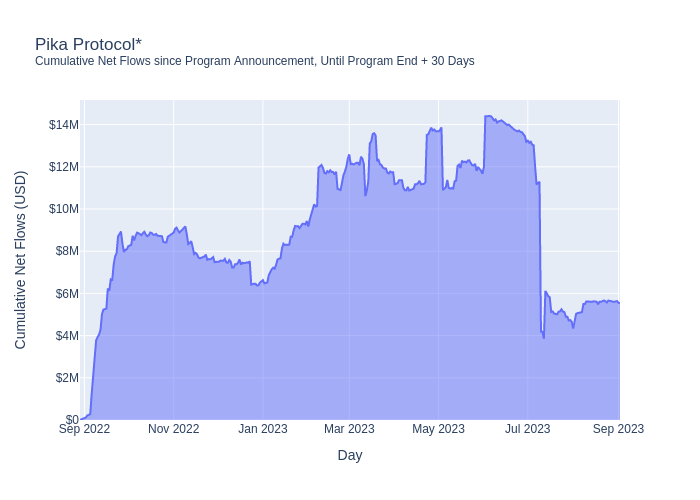 Pika Protocol*
Cumulative Net Flows since Program Announcement, Until Program End + 30 Days
Cumulative Net Flows (USD)
$14M
$12M
$10M
$8M
$6M
$4M
$2M
$0
Sep 2022 Nov 2022 Jan 2023 Mar 2023 May 2023 Jul 2023 Sep 2023
Day